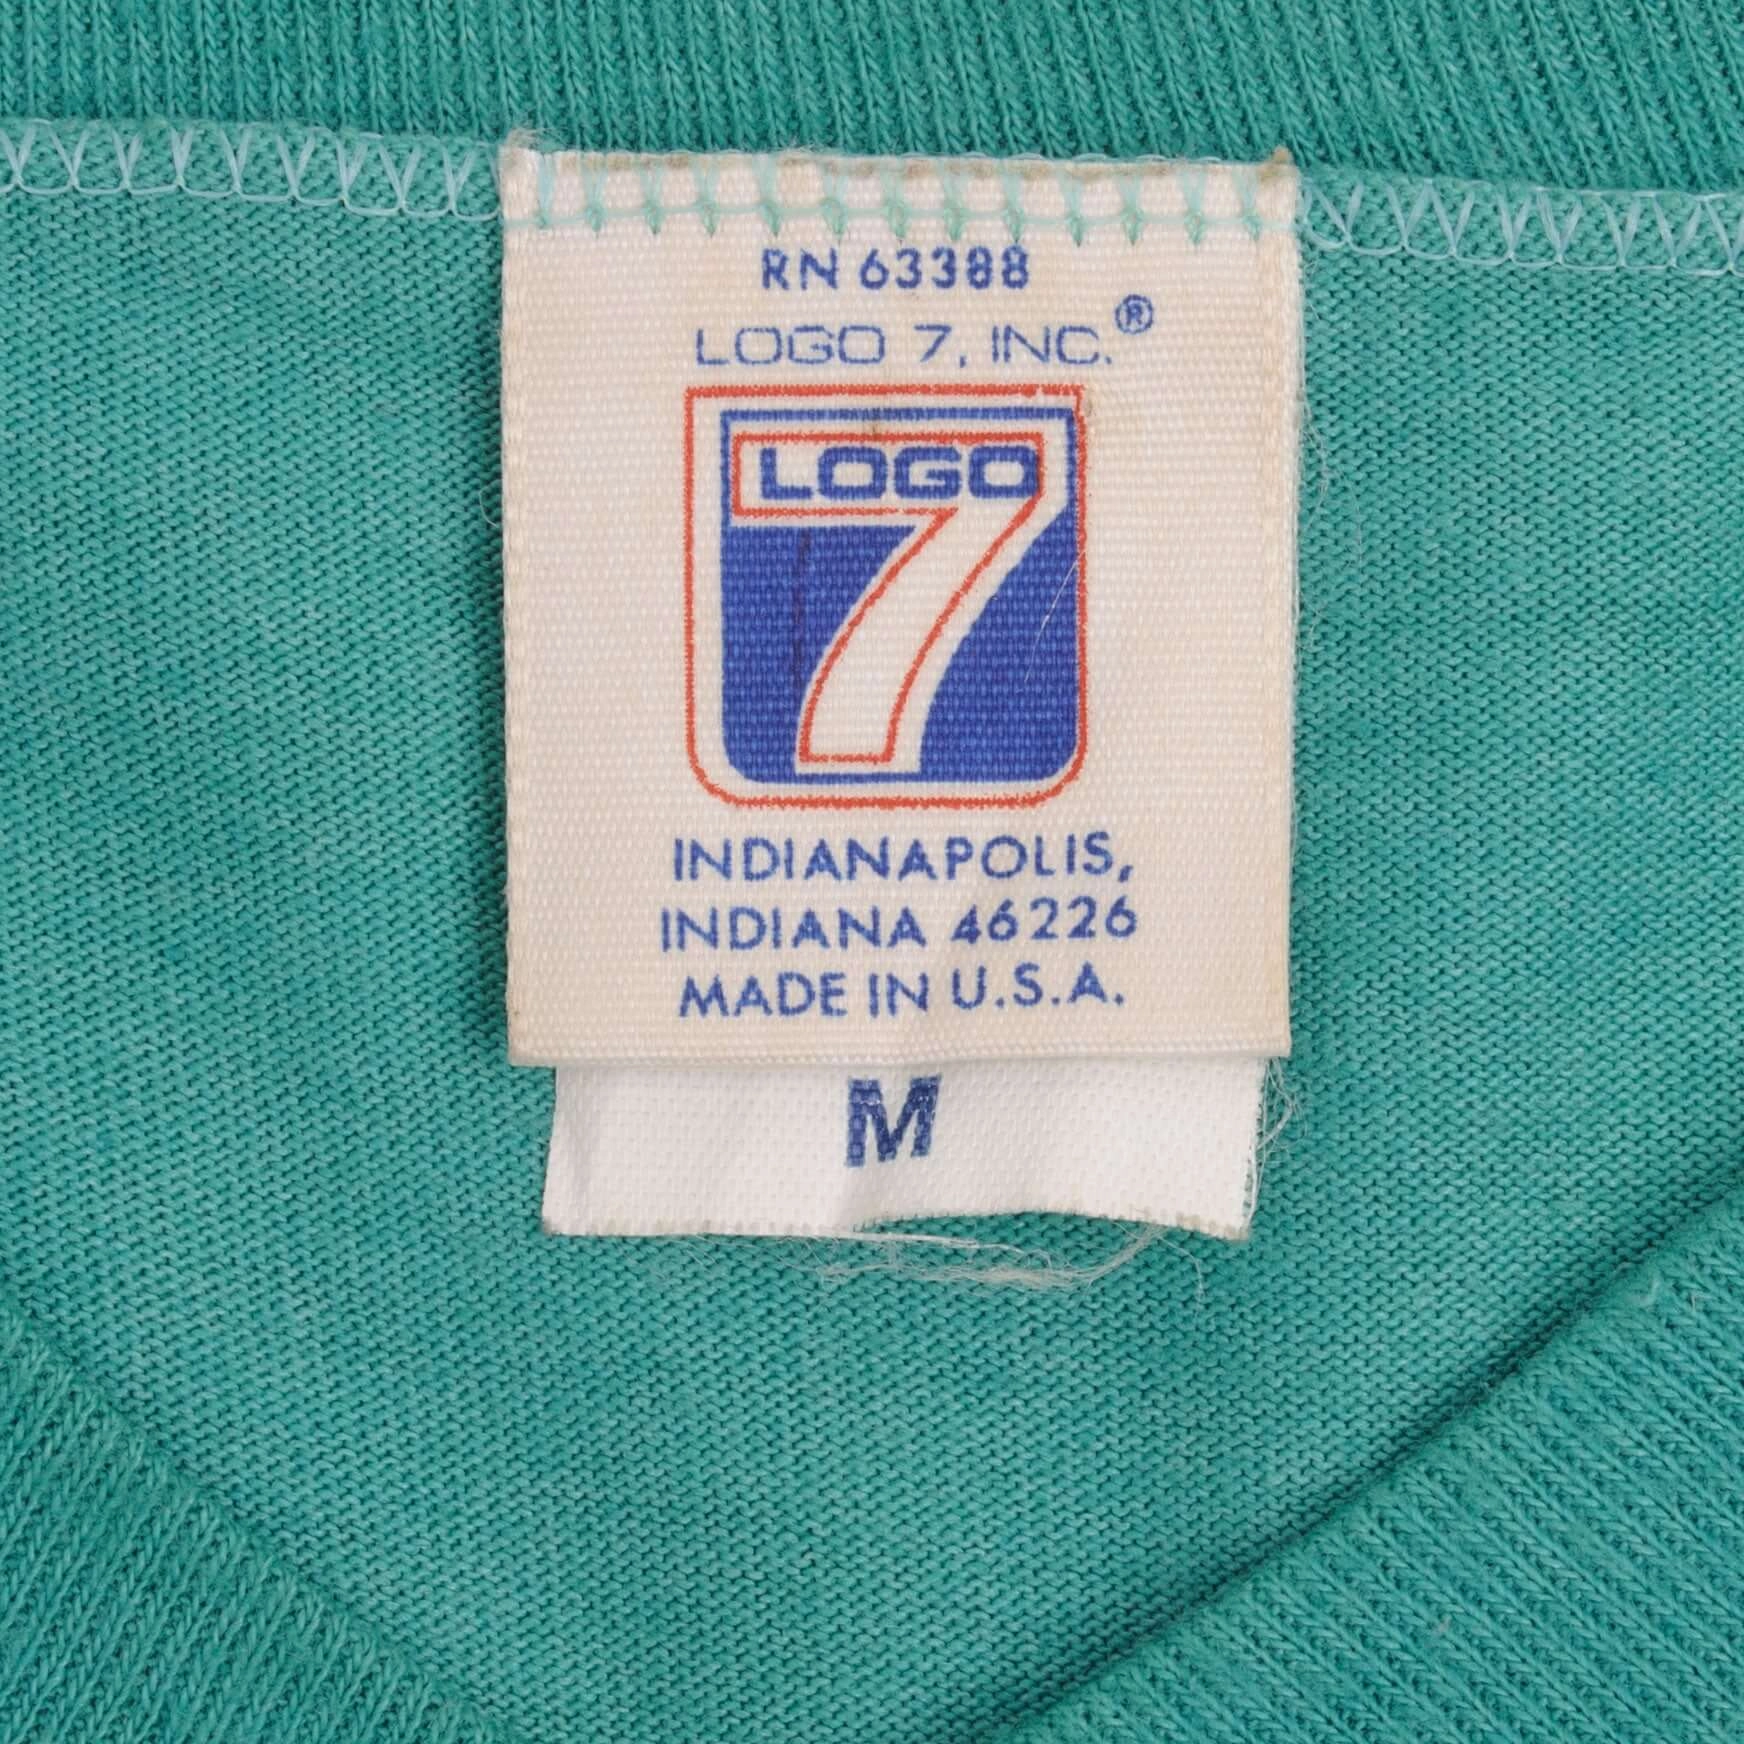 RN 63388
LOGO 7, INC.®
LOGO
7
INDIANAPOLIS,
INDIANA 46226
MADE IN U.S.A.
M